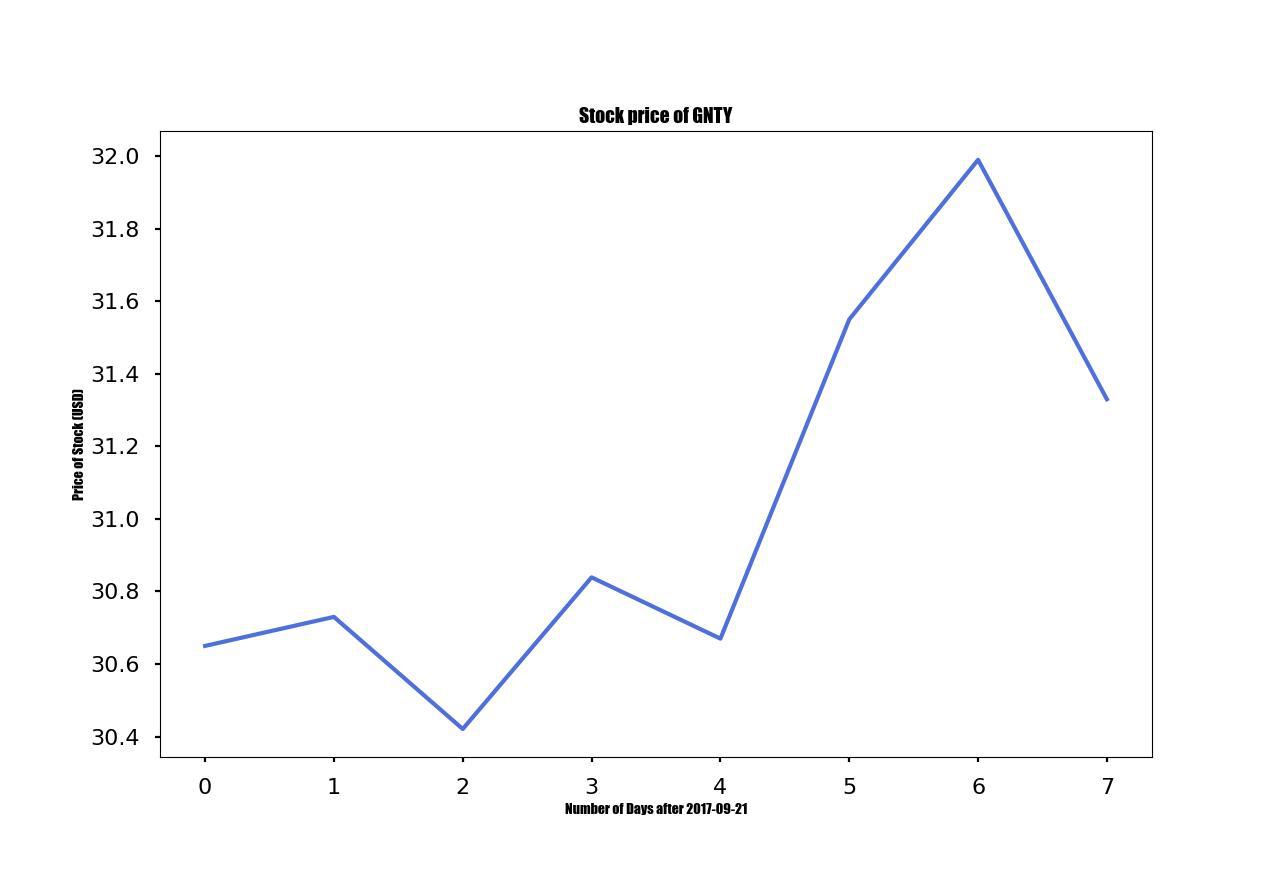 Stock price of GNTY
32.0
31.8
31.6
31.4
31.2
31.0
30.8
30.6
30.4
Price of Stock (USD)
0 1 2 3 4 5 6 7
Number of Days after 2017-09-21